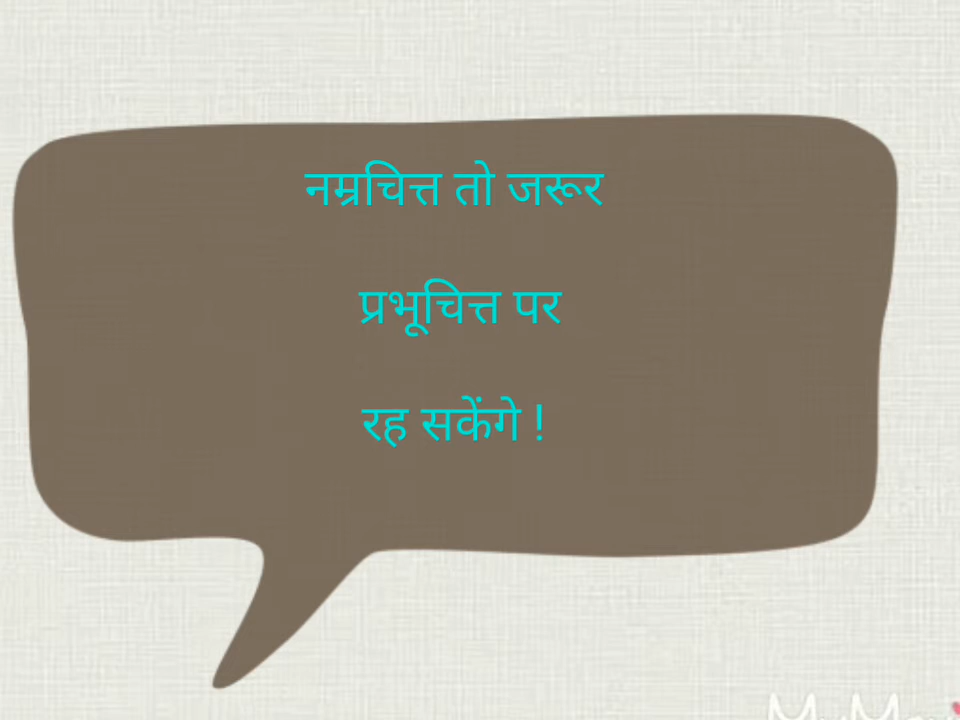 नम्रचित्त तो जरूर
प्रभूचित्त पर
रह सकेंगे !